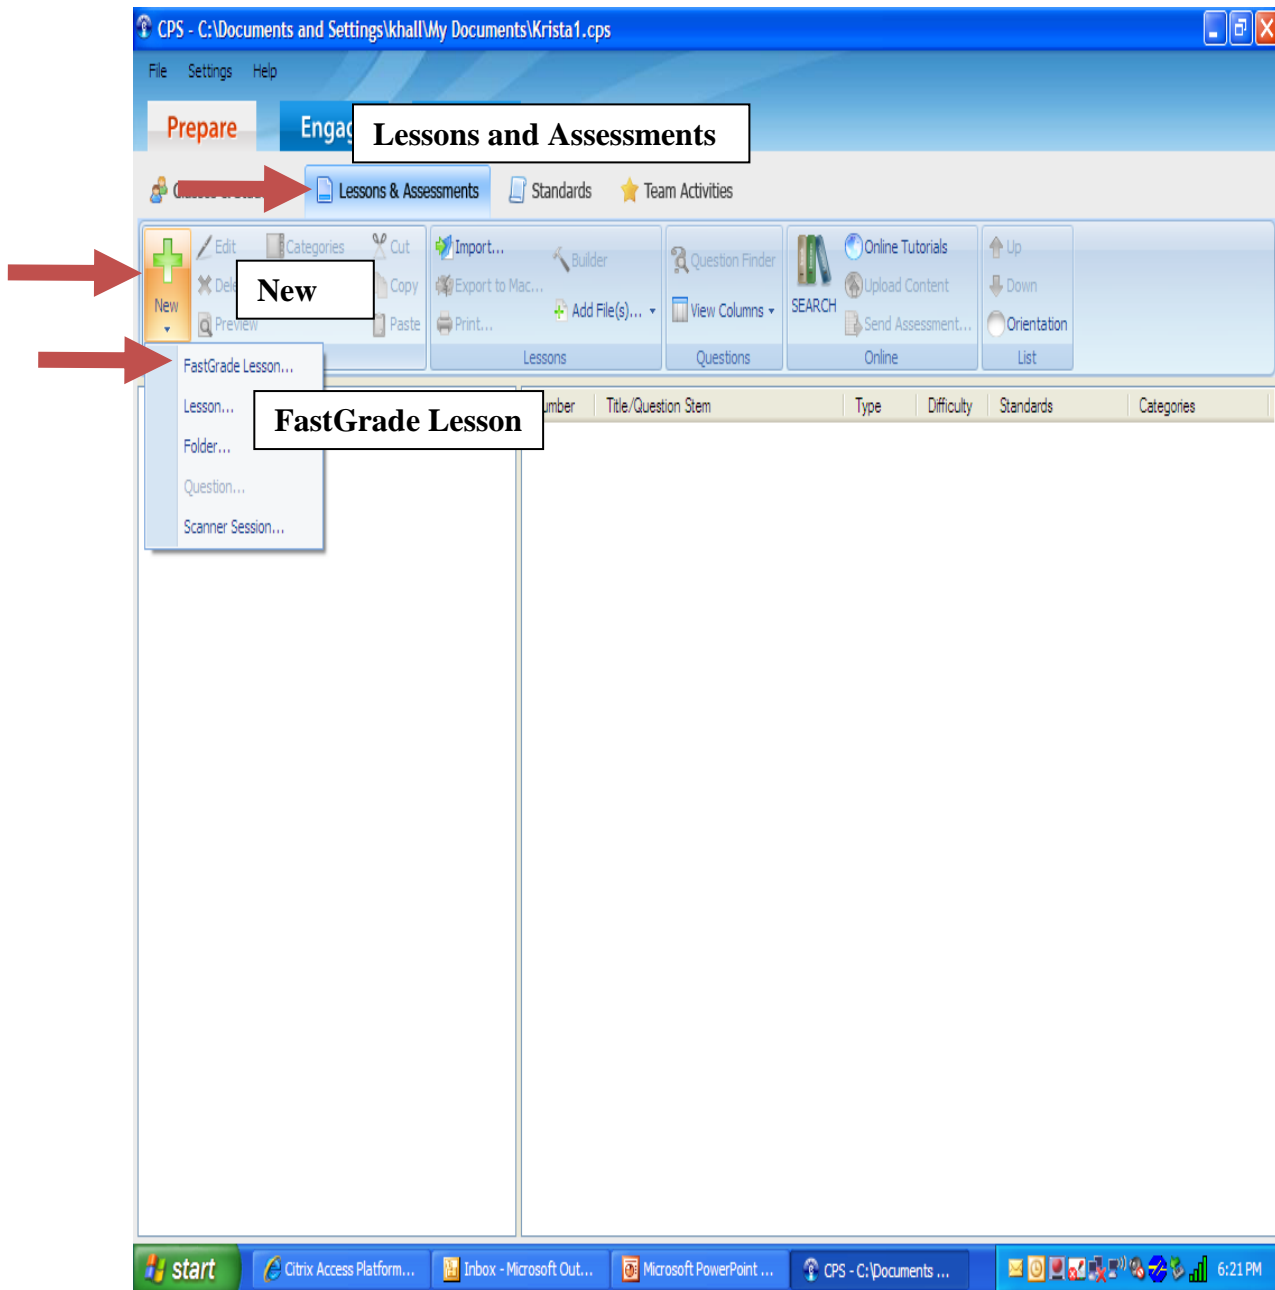 CPS - C:\Documents and Settings\khall\My Documents\Krista1.cps
File Settings Help
Prepare Engag
Lessons and Assessments
Lessons & Assessments Standards Team Activities
New
Edit Categories Cut
Dele Copy
Preview Paste
New
Import... Builder
Export to Mac...
Add File(s)...
Print...
Lessons
Question Finder
View Columns
Questions
SEARCH
Online Tutorials
Upload Content
Send Assessment...
Online
Up
Down
Orientation
List
FastGrade Lesson...
Lesson...
Folder...
Question...
Scanner Session...
FastGrade Lesson
umber Title/Question Stem Type Difficulty Standards Categories
start Citrix Access Platform... Inbox - Microsoft Out... Microsoft PowerPoint ... CPS - C:\Documents ... 6:21 PM